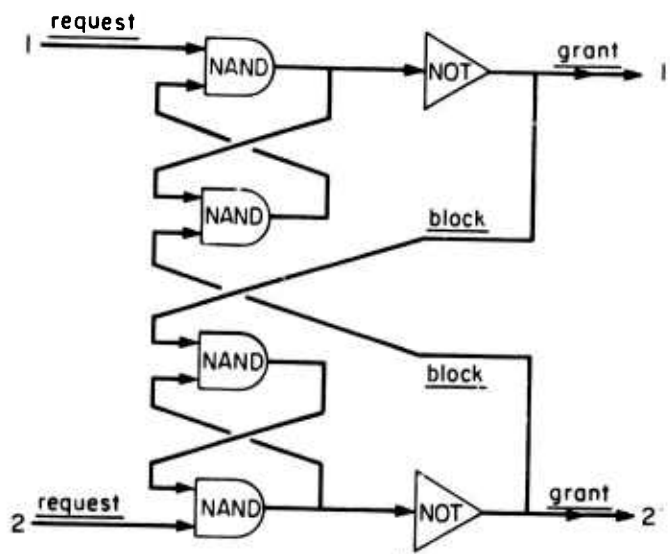 request
1 NAND NOT grant 1
NAND
block
NAND
block
request
2 NAND NOT grant 2